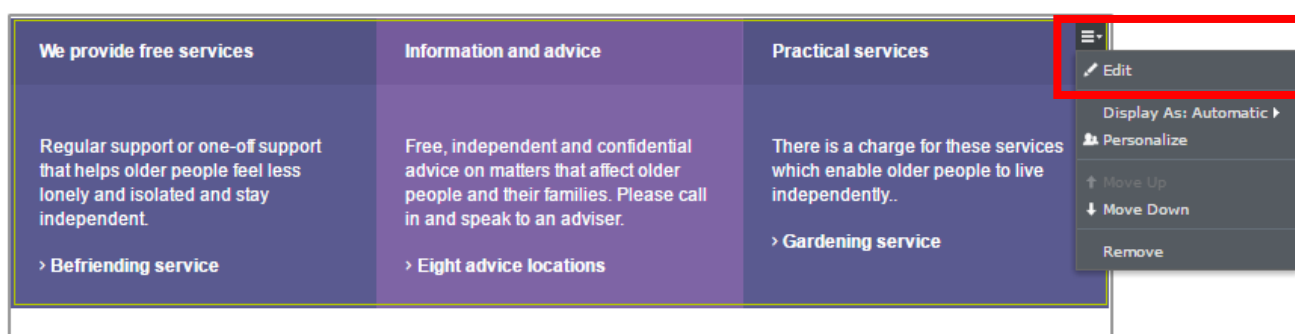 We provide free services
Information and advice
Practical services
Regular support or one-off support
that helps older people feel less
lonely and isolated and stay
independent.
> Befriending service
Free, independent and confidential
advice on matters that affect older
people and their families. Please call
in and speak to an adviser.
> Eight advice locations
There is a charge for these services
which enable older people to live
independently..
> Gardening service
Edit
Display As: Automatic
Personalize
Move Up
Move Down
Remove